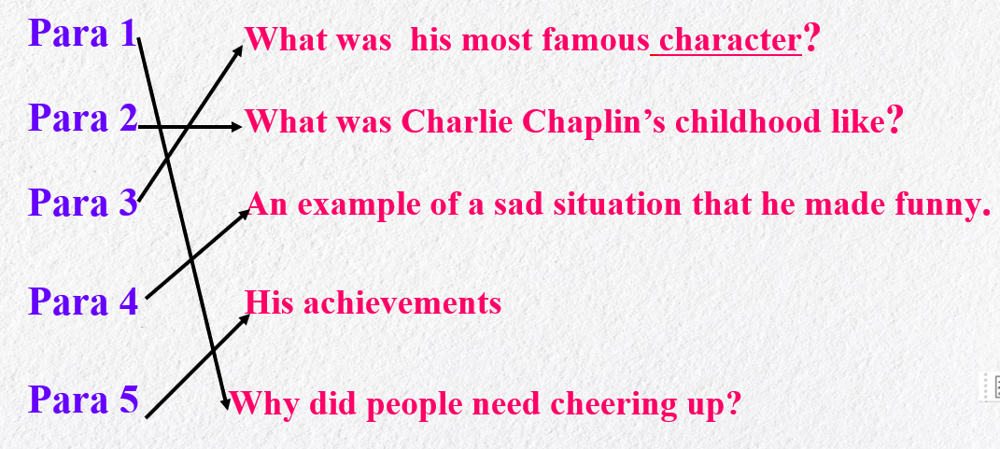 Para 1 What was his most famous character?
Para 2 What was Charlie Chaplin’s childhood like?
Para 3 An example of a sad situation that he made funny.
Para 4 His achievements
Para 5 Why did people need cheering up?